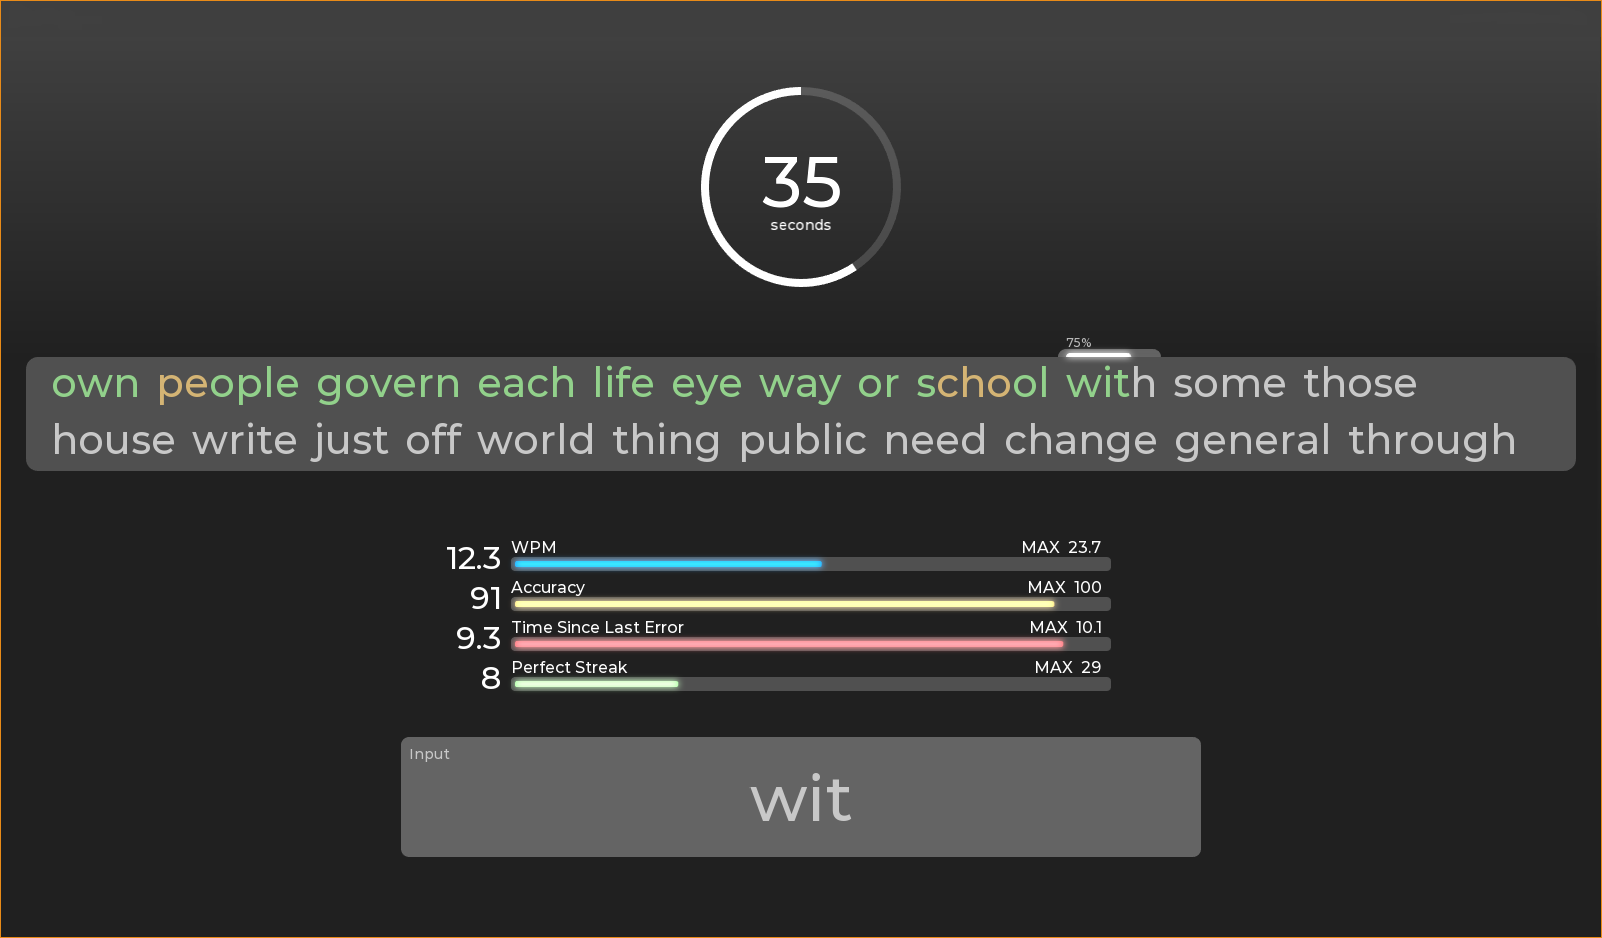 35
seconds
75%
own people govern each life eye way or school with some those
house write just off world thing public need change general through
12.3 WPM MAX 23.7
91 Accuracy MAX 100
9.3 Time Since Last Error MAX 10.1
8 Perfect Streak MAX 29
Input
wit